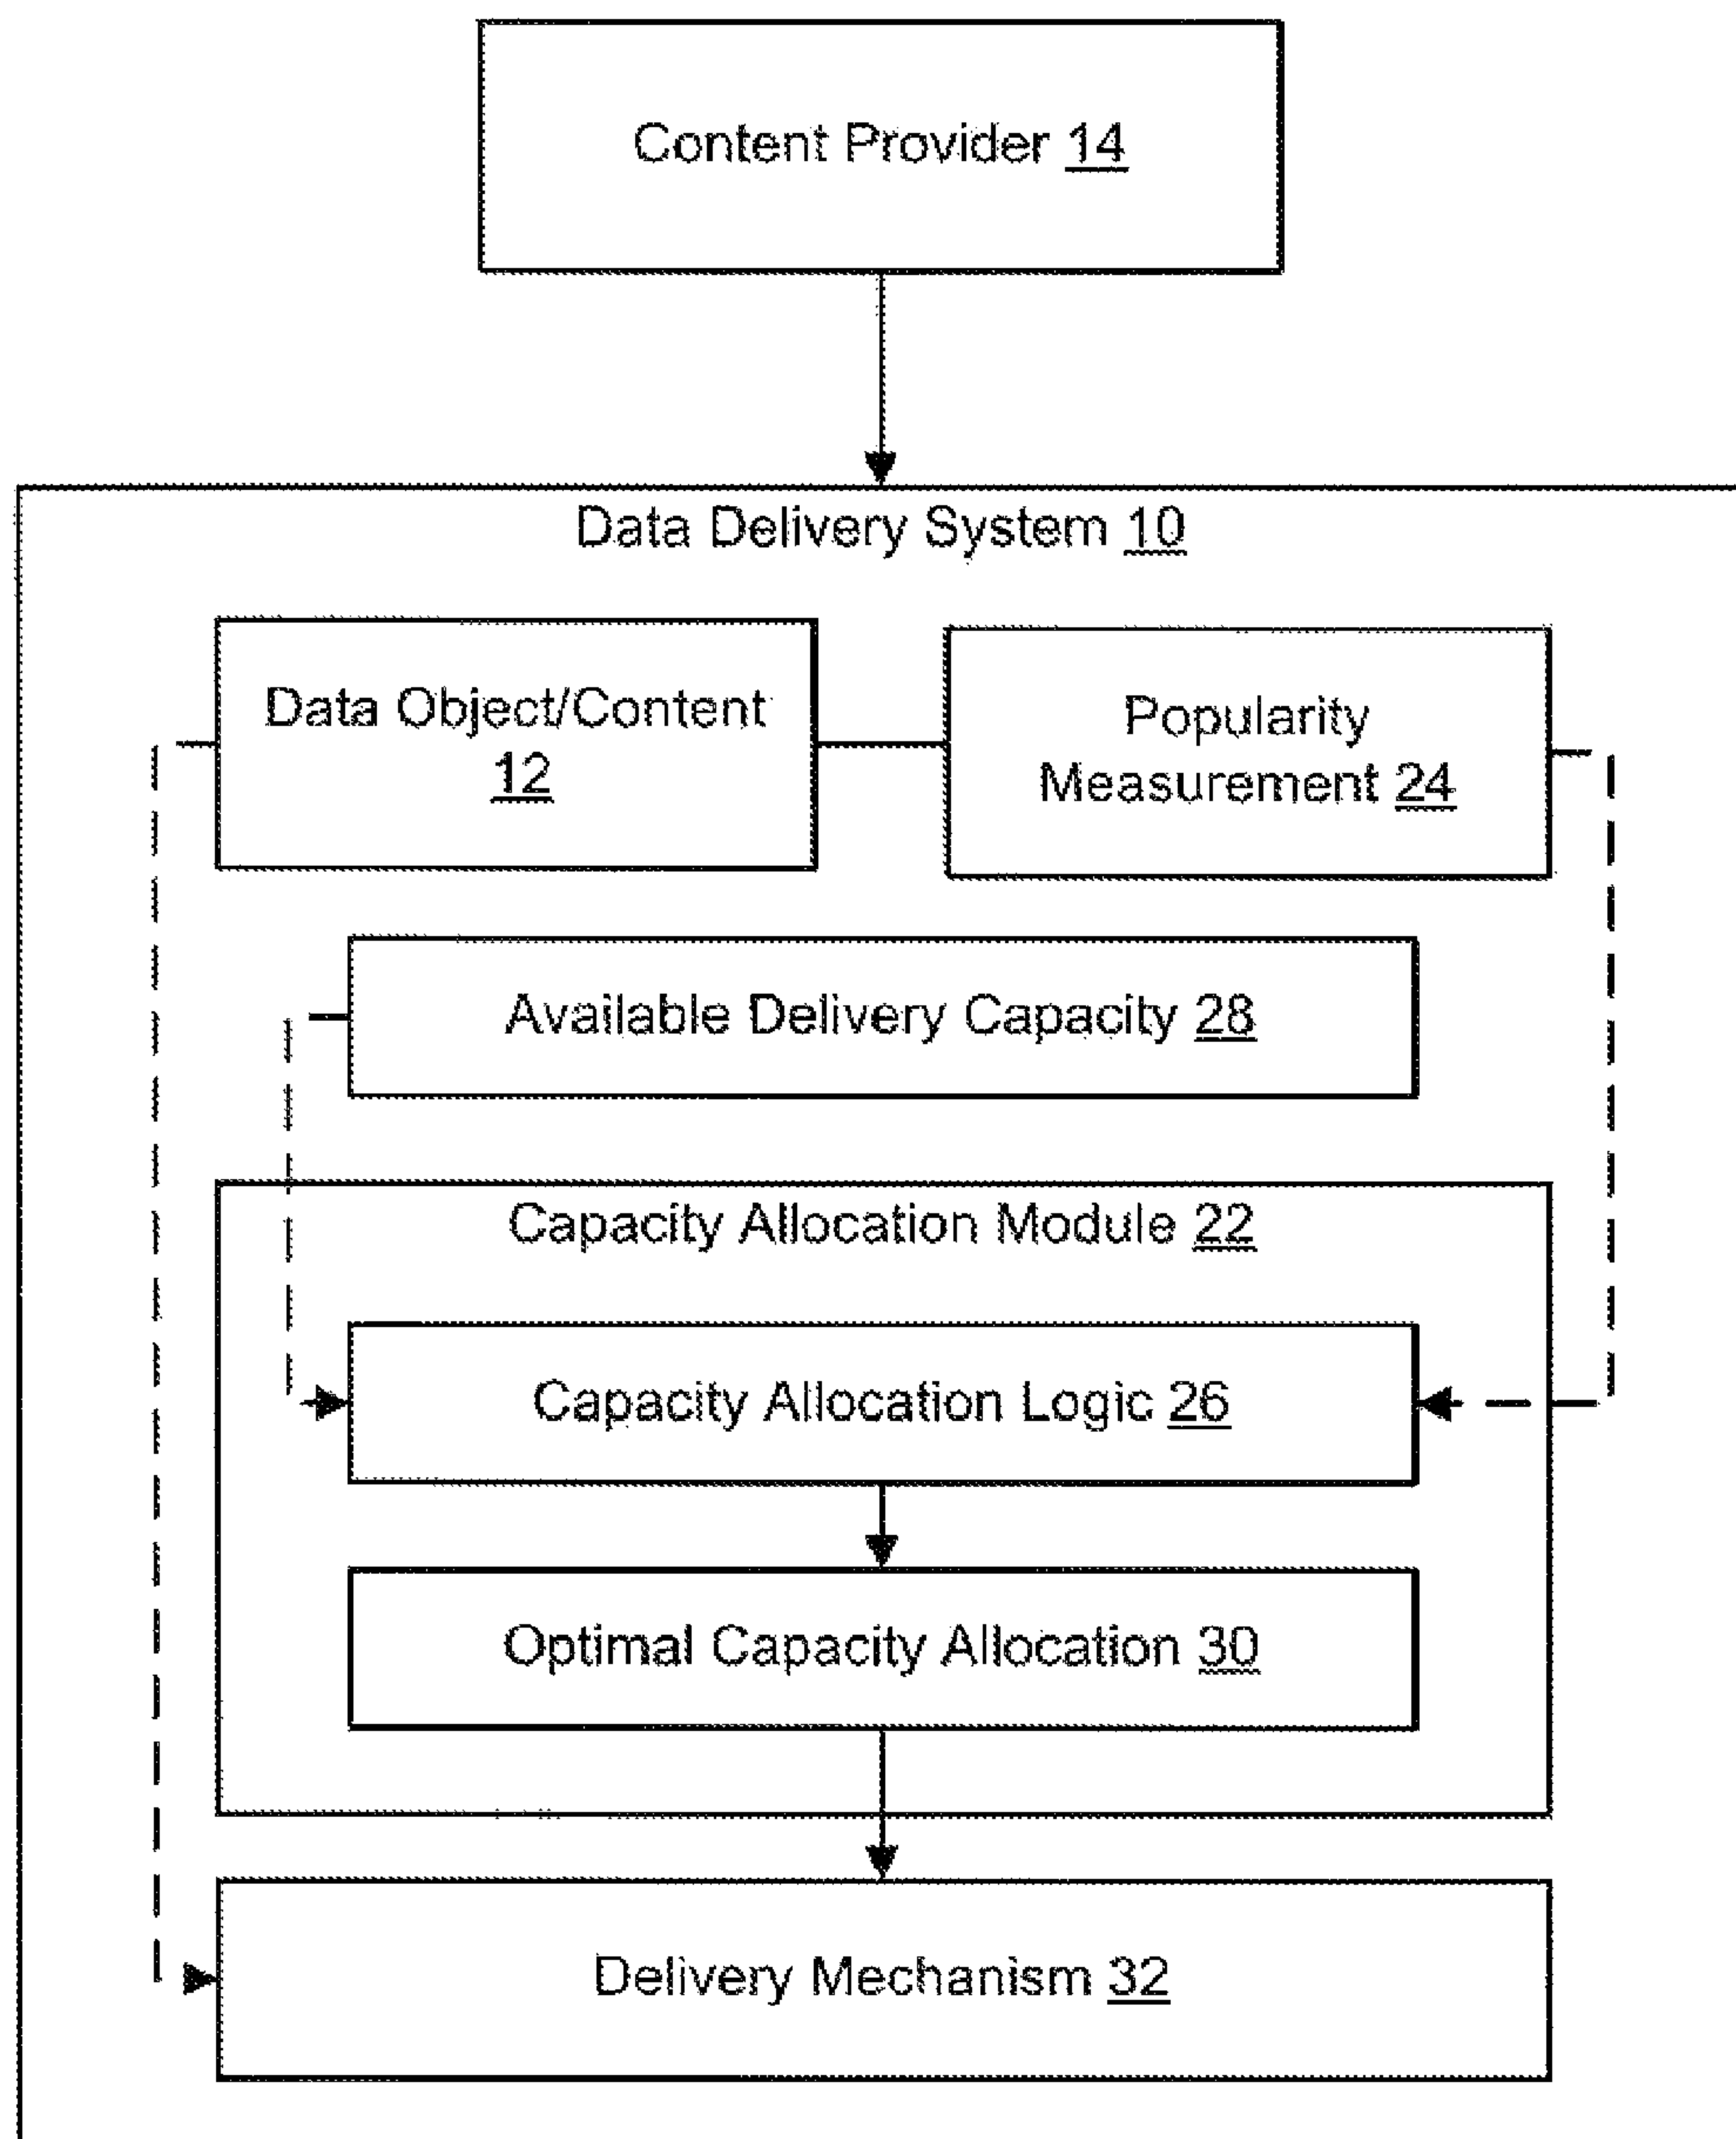 Content Provider 14
Data Delivery System 10
Data Object/Content
12
Popularity
Measurement 24
Available Delivery Capacity 28
Capacity Allocation Module 22
Capacity Allocation Logic 26
Optimal Capacity Allocation 30
Delivery Mechanism 32